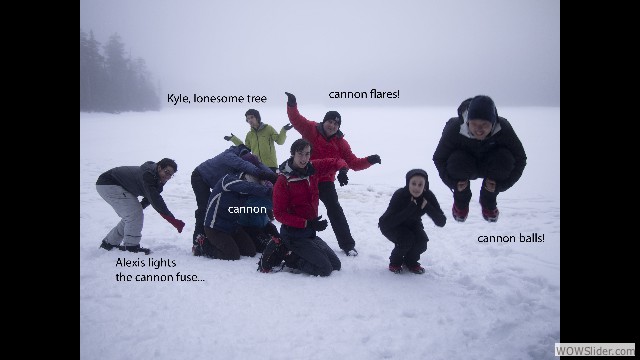 cannon flares!
Kyle, lonesome tree
cannon
cannon balls!
Alexis lights
the cannon fuse...
WOWSlider.com